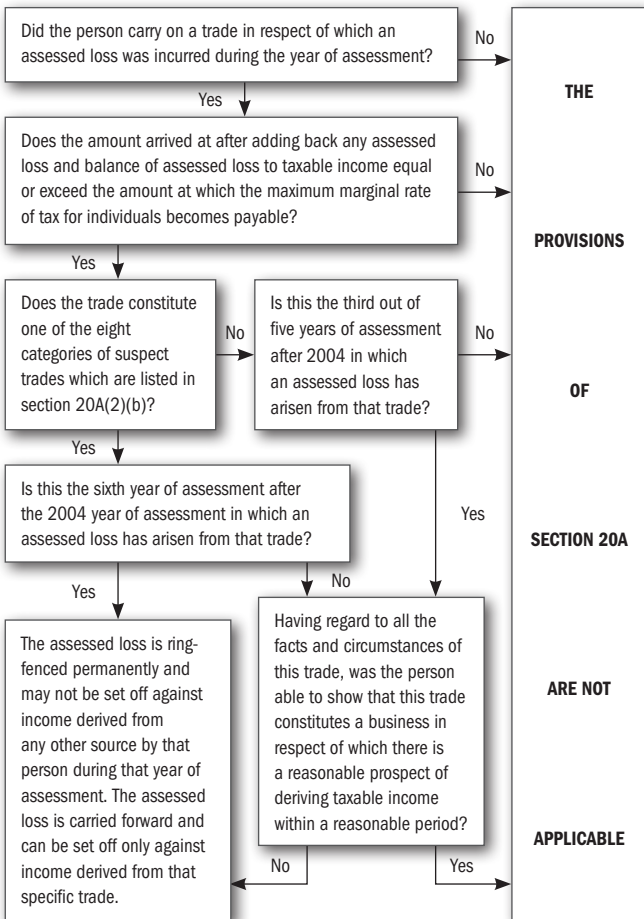 Did the person carry on a trade in respect of which an
assessed loss was incurred during the year of assessment?
No
Yes
THE
Does the amount arrived at after adding back any assessed
loss and balance of assessed loss to taxable income equal
or exceed the amount at which the maximum marginal rate
of tax for individuals becomes payable?
No
Yes
PROVISIONS
Does the trade constitute
one of the eight
categories of suspect
trades which are listed in
section 20A(2)(b)?
No
Is this the third out of
five years of assessment
after 2004 in which
an assessed loss has
arisen from that trade?
No
OF
Yes
Is this the sixth year of assessment after
the 2004 year of assessment in which an
assessed loss has arisen from that trade?
Yes
SECTION 20A
Yes
No
The assessed loss is ring-
fenced permanently and
may not be set off against
income derived from
any other source by that
person during that year of
assessment. The assessed
loss is carried forward and
can be set off only against
income derived from that
specific trade.
Having regard to all the
facts and circumstances of
this trade, was the person
able to show that this trade
constitutes a business in
respect of which there is
a reasonable prospect of
deriving taxable income
within a reasonable period?
ARE NOT
APPLICABLE
No
Yes